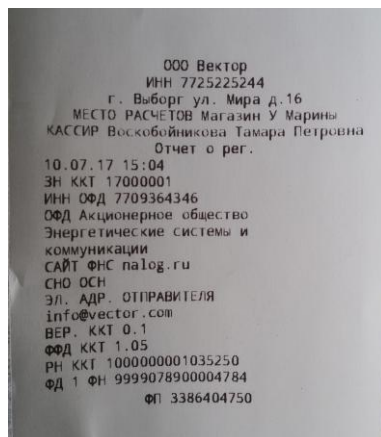 ООО Вектор
ИНН 7725225244
г. Выборг ул. Мира д.16
МЕСТО РАСЧЕТОВ Магазин У Марины
КАССИР Воскобойникова Тамара Петровна
Отчет о рег.
10.07.17 15:04
ЗН ККТ 17000001
ИНН ОФД 7709364346
ОФД Акционерное общество
Энергетические системы и
коммуникации
САЙТ ФНС nalog.ru
СНО ОСН
ЭЛ. АДР. ОТПРАВИТЕЛЯ
info@vector.com
ВЕР. ККТ 0.1
ФФД ККТ 1.05
РН ККТ 1000000001035250
ФД 1 ФН 9999078900004784
ФП 3386404750